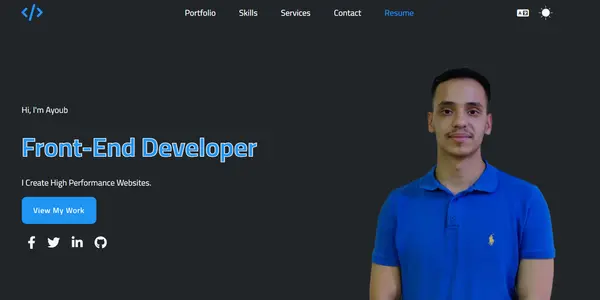 Portfolio Skills Services Contact Resume
Hi, I'm Ayoub
Front-End Developer
I Create High Performance Websites.
View My Work